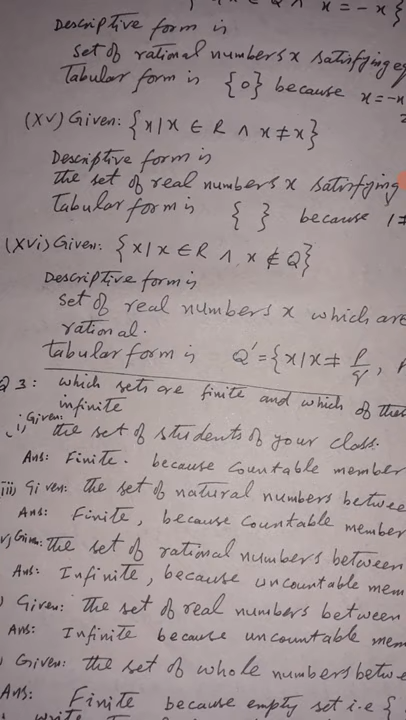 Q ∧ x = - x }
Descriptive form is
set of rational numbers x satisfying
Tabular form is {0} because x = -x
(XV) Given: {x | x ∈ R ∧ x ≠ x}
Descriptive form is
the set of real numbers x satisfying
Tabular form is { } because 1 ≠
(XVi) Given: {x | x ∈ R ∧ x ∉ Q}
Descriptive form is
set of real numbers x which are
rational.
tabular form is Q' = {x | x ≠ p/q,
Q 3: which sets are finite and which of
infinite
i, Given: the set of students of your class.
Ans: Finite. because countable member
iii) Given: the set of natural numbers betwee
Ans: Finite, because countable member
v) Given: the set of rational numbers between
Ans: Infinite, because uncountable mem
) Given: the set of real numbers between
Ans: Infinite because uncountable mem
Given: the set of whole numbers betwe
Ans: Finite because empty set i.e {